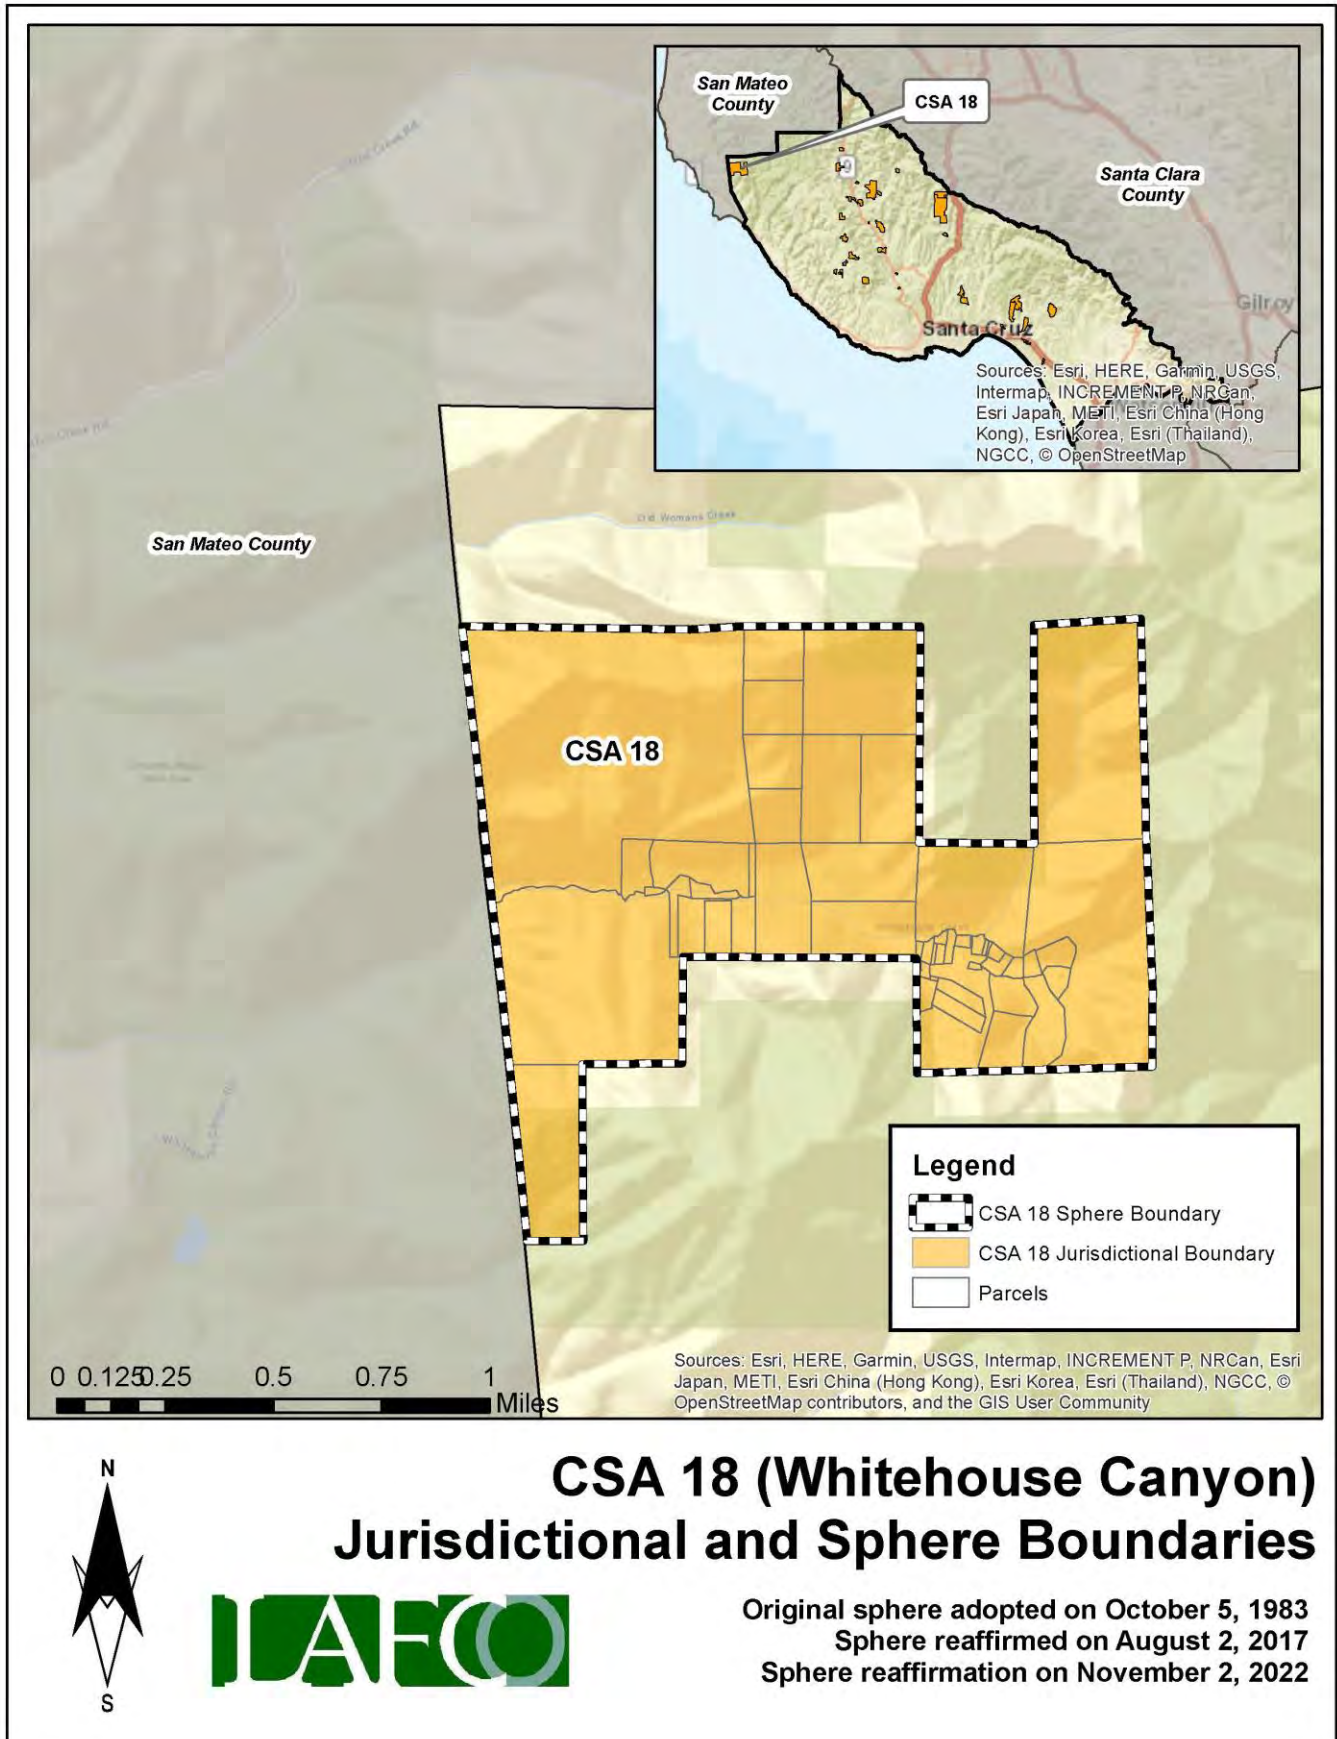 San Mateo
County
CSA 18
9
Santa Clara
County
Gilroy
Santa Cruz
Sources: Esri, HERE, Garmin, USGS,
Intermap, INCREMENT P, NRCan,
Esri Japan, METI, Esri China (Hong
Kong), Esri Korea, Esri (Thailand),
NGCC, © OpenStreetMap
Old Womans Creek
San Mateo County
CSA 18
Legend
CSA 18 Sphere Boundary
CSA 18 Jurisdictional Boundary
Parcels
0 0.125 0.25 0.5 0.75 1
Miles
Sources: Esri, HERE, Garmin, USGS, Intermap, INCREMENT P, NRCan, Esri
Japan, METI, Esri China (Hong Kong), Esri Korea, Esri (Thailand), NGCC, ©
OpenStreetMap contributors, and the GIS User Community
N
S
CSA 18 (Whitehouse Canyon)
Jurisdictional and Sphere Boundaries
LAFCO
Original sphere adopted on October 5, 1983
Sphere reaffirmed on August 2, 2017
Sphere reaffirmation on November 2, 2022